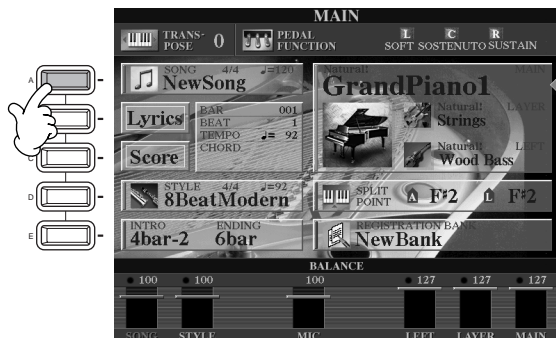 MAIN
TRANS-
POSE 0
PEDAL
FUNCTION
L C R
SOFT SOSTENUTO SUSTAIN
A
D
E
SONG 4/4 ♩=120
NewSong
Lyrics
Score
BAR 001
BEAT 1
TEMPO ♩= 92
CHORD
STYLE 4/4 ♩=92
8BeatModern
INTRO ENDING
4bar-2 6bar
Natural! MAIN
GrandPiano1
Natural! LAYER
Strings
Natural! LEFT
Wood Bass
SPLIT
POINT A F♯2 L F♯2
REGISTRATION BANK
NewBank
BALANCE
100 100 100 127 127 127
SONG STYLE MIC LEFT LAYER MAIN